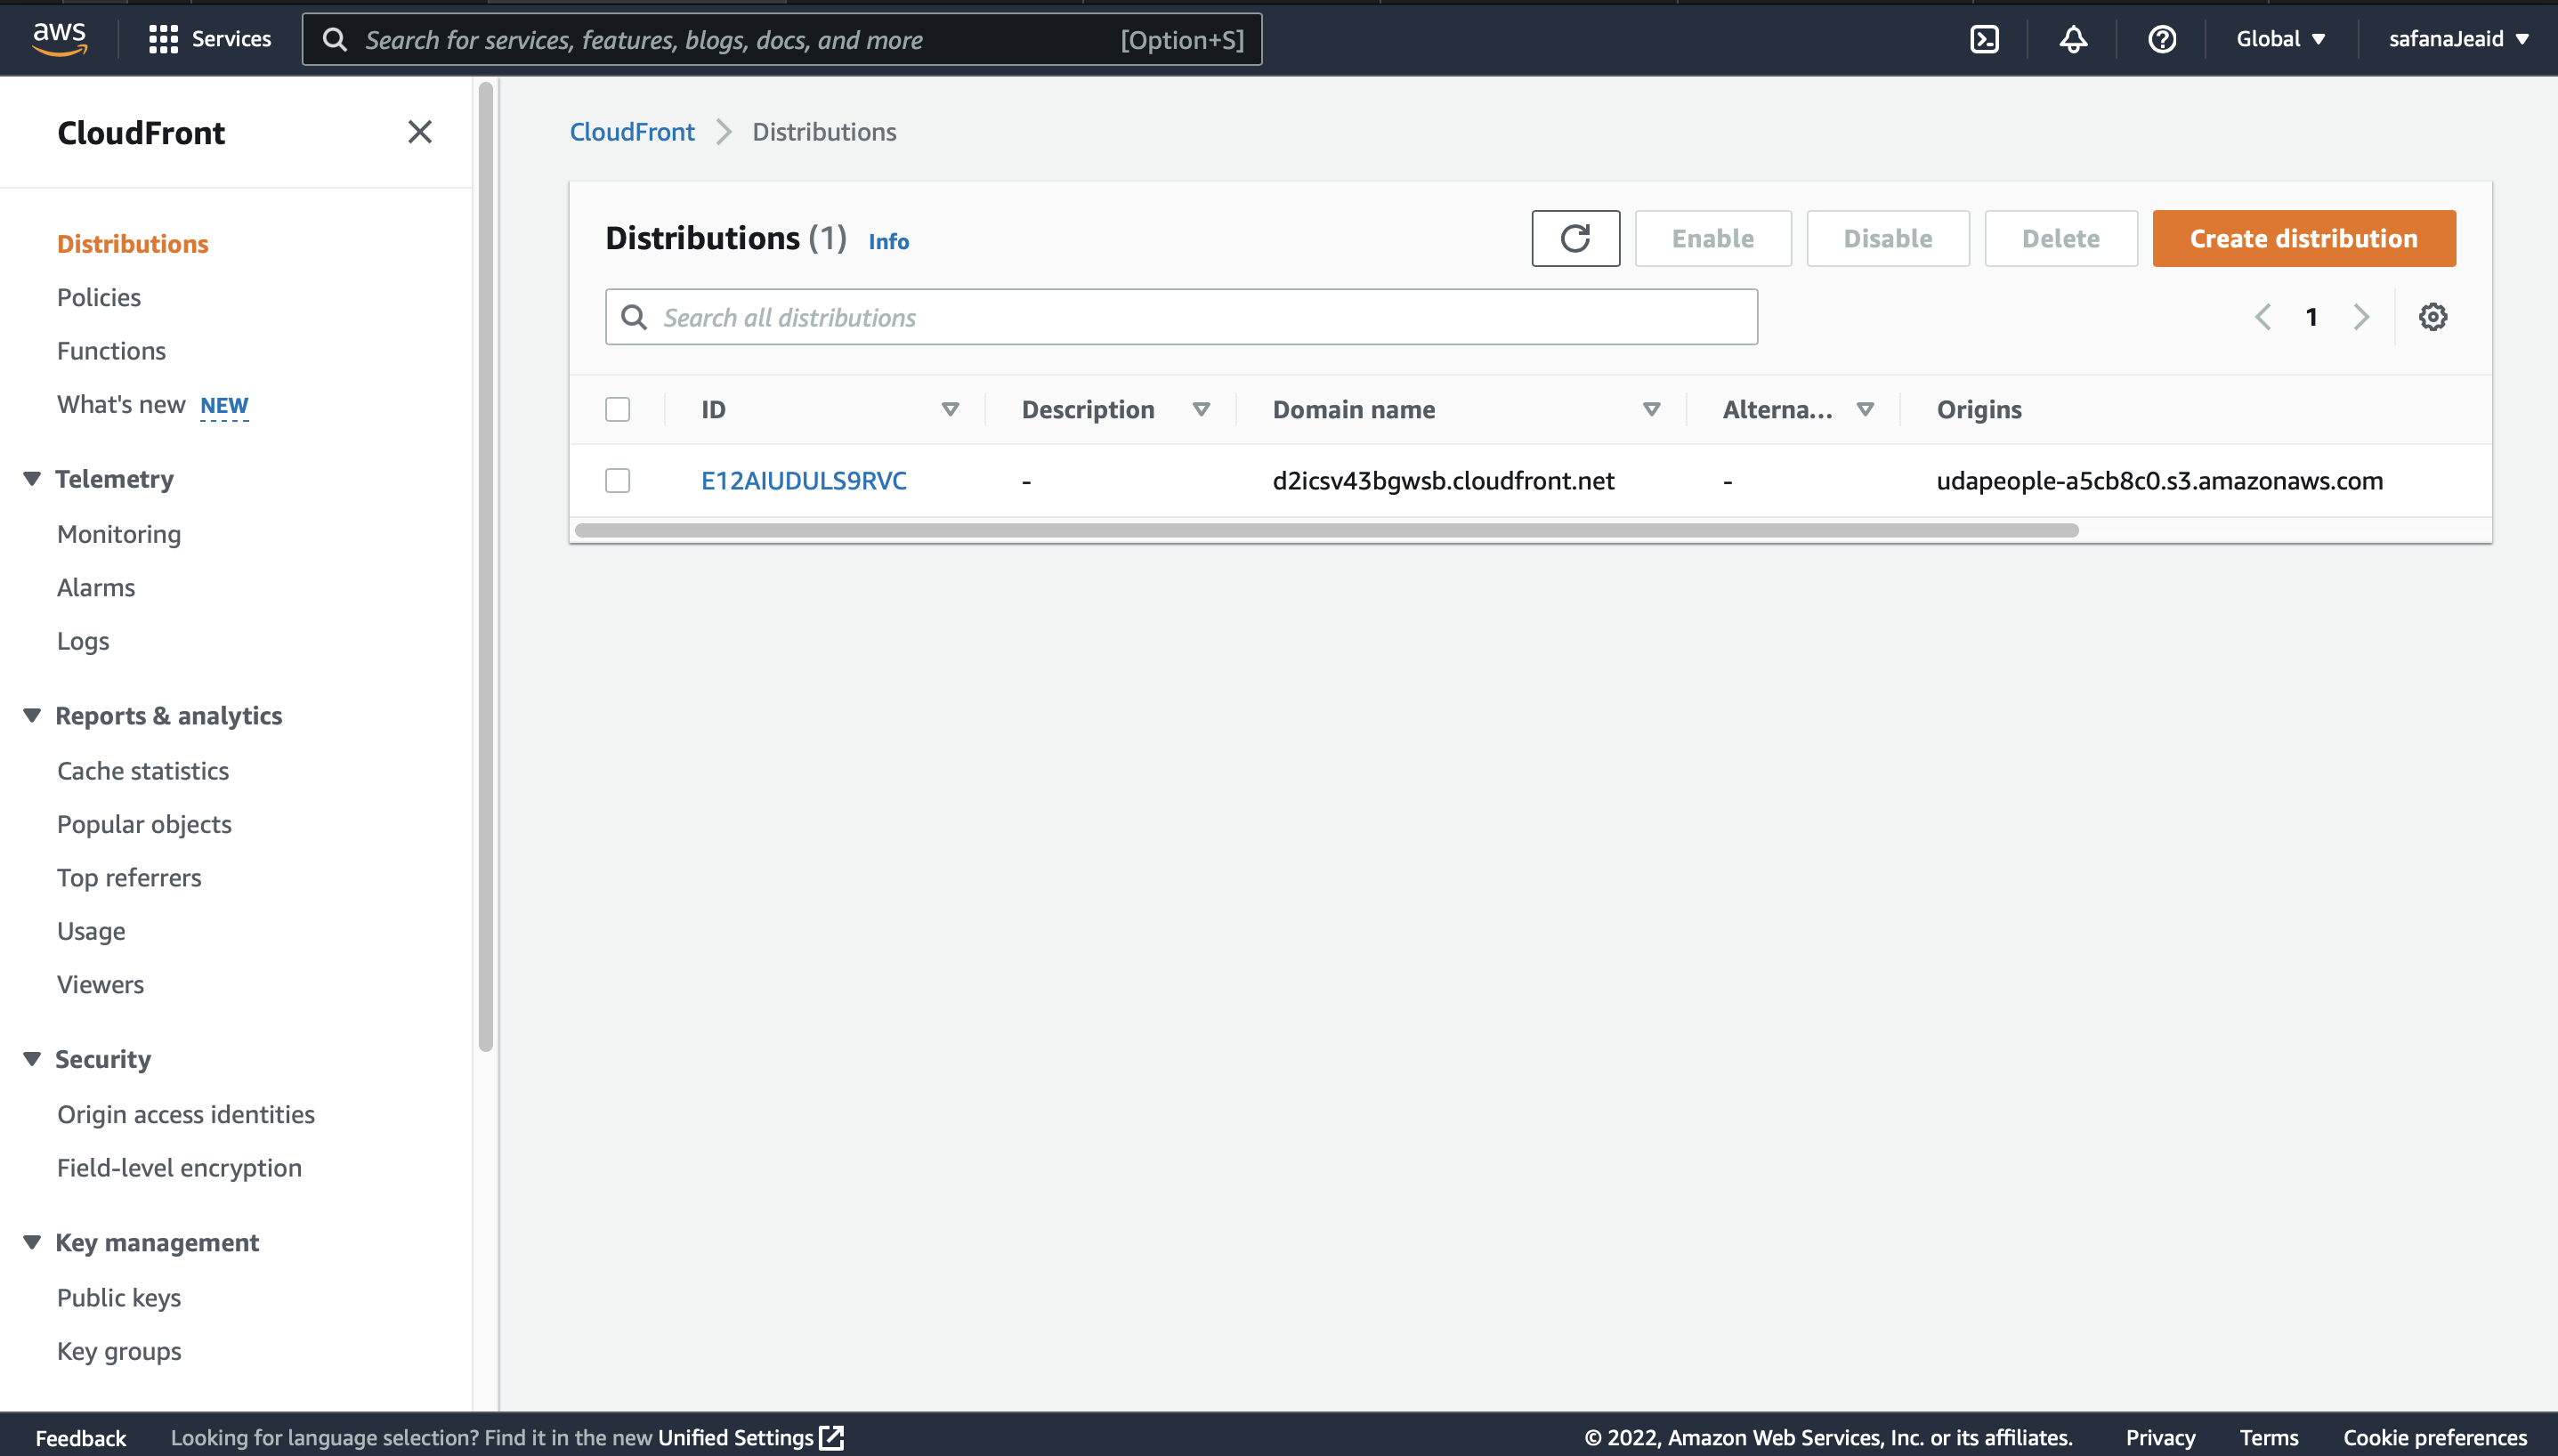 aws
Services
Search for services, features, blogs, docs, and more
[Option+S]
Global
safanaJeaid
CloudFront
Distributions
Policies
Functions
What's new NEW
Telemetry
Monitoring
Alarms
Logs
Reports & analytics
Cache statistics
Popular objects
Top referrers
Usage
Viewers
Security
Origin access identities
Field-level encryption
Key management
Public keys
Key groups
CloudFront Distributions
Distributions (1) Info
Enable
Disable
Delete
Create distribution
Search all distributions
1
ID Description Domain name Alterna... Origins
E12AIUDULS9RVC - d2icsv43bgwsb.cloudfront.net - udapeople-a5cb8c0.s3.amazonaws.com
Feedback
Looking for language selection? Find it in the new Unified Settings
© 2022, Amazon Web Services, Inc. or its affiliates.
Privacy
Terms
Cookie preferences